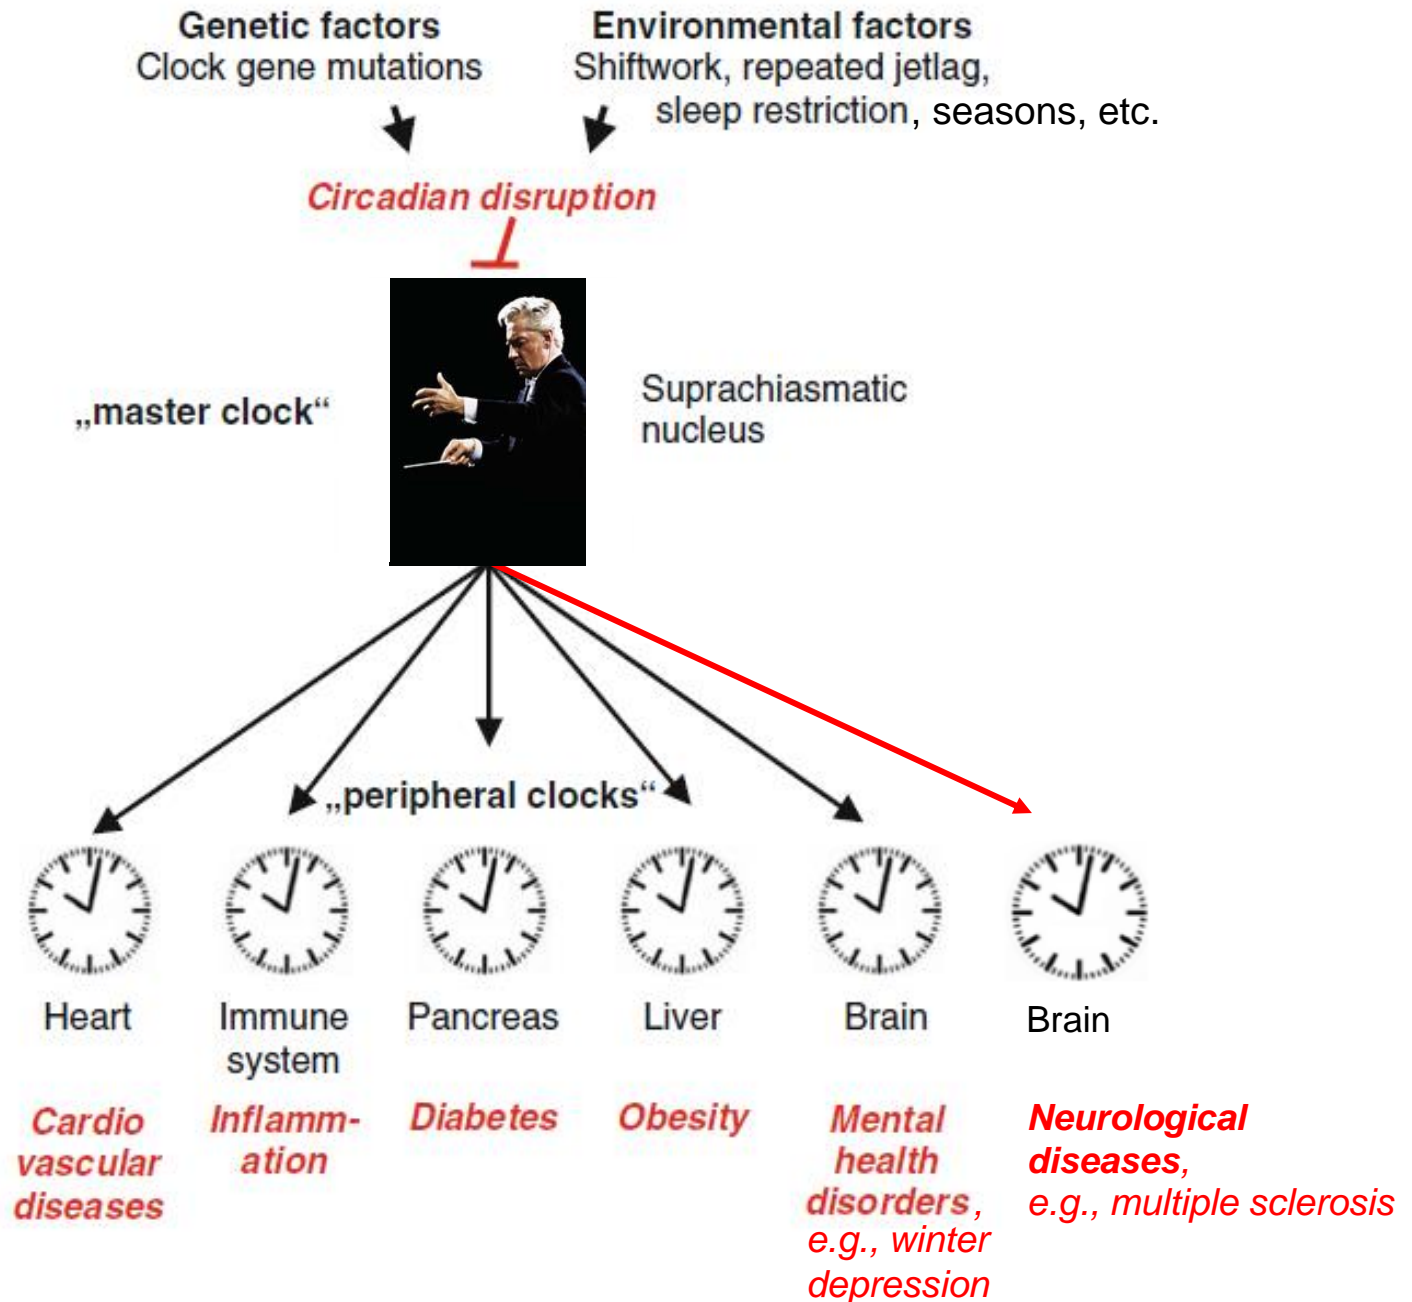 Genetic factors
Clock gene mutations
Environmental factors
Shiftwork, repeated jetlag,
sleep restriction, seasons, etc.
Circadian disruption
„master clock“
Suprachiasmatic
nucleus
„peripheral clocks“
Heart
Immune
system
Pancreas
Liver
Brain
Brain
Cardio
vascular
diseases
Inflamm-
ation
Diabetes
Obesity
Mental
health
disorders,
e.g., winter
depression
Neurological
diseases,
e.g., multiple sclerosis